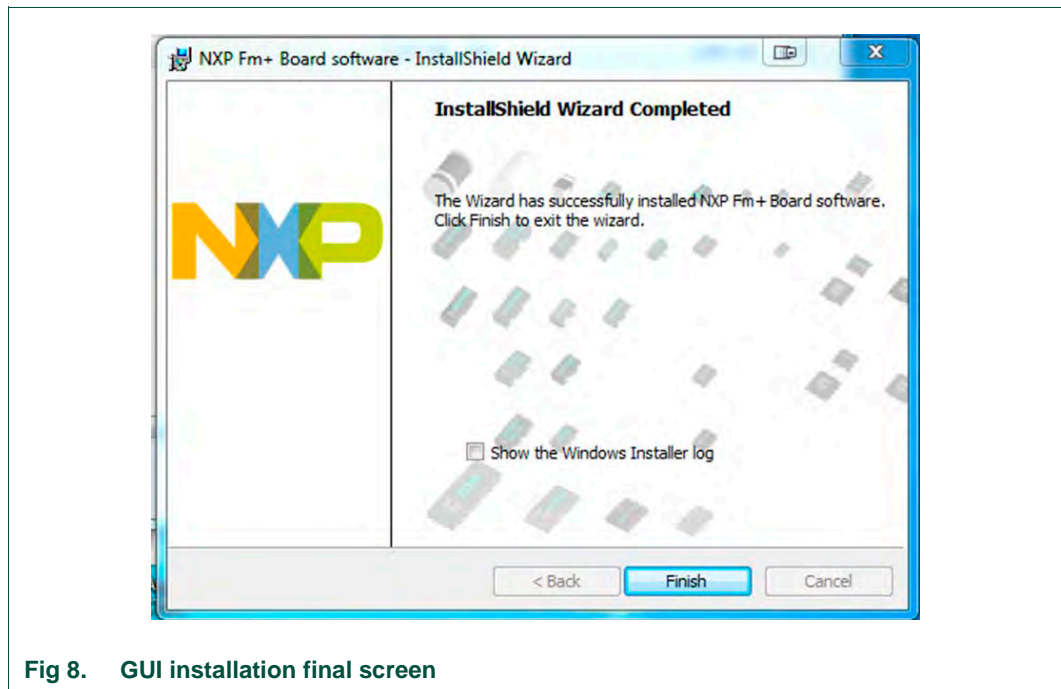 NXP Fm+ Board software - InstallShield Wizard
InstallShield Wizard Completed
The Wizard has successfully installed NXP Fm+ Board software.
Click Finish to exit the wizard.
NXP
Show the Windows Installer log
< Back
Finish
Cancel
Fig 8. GUI installation final screen